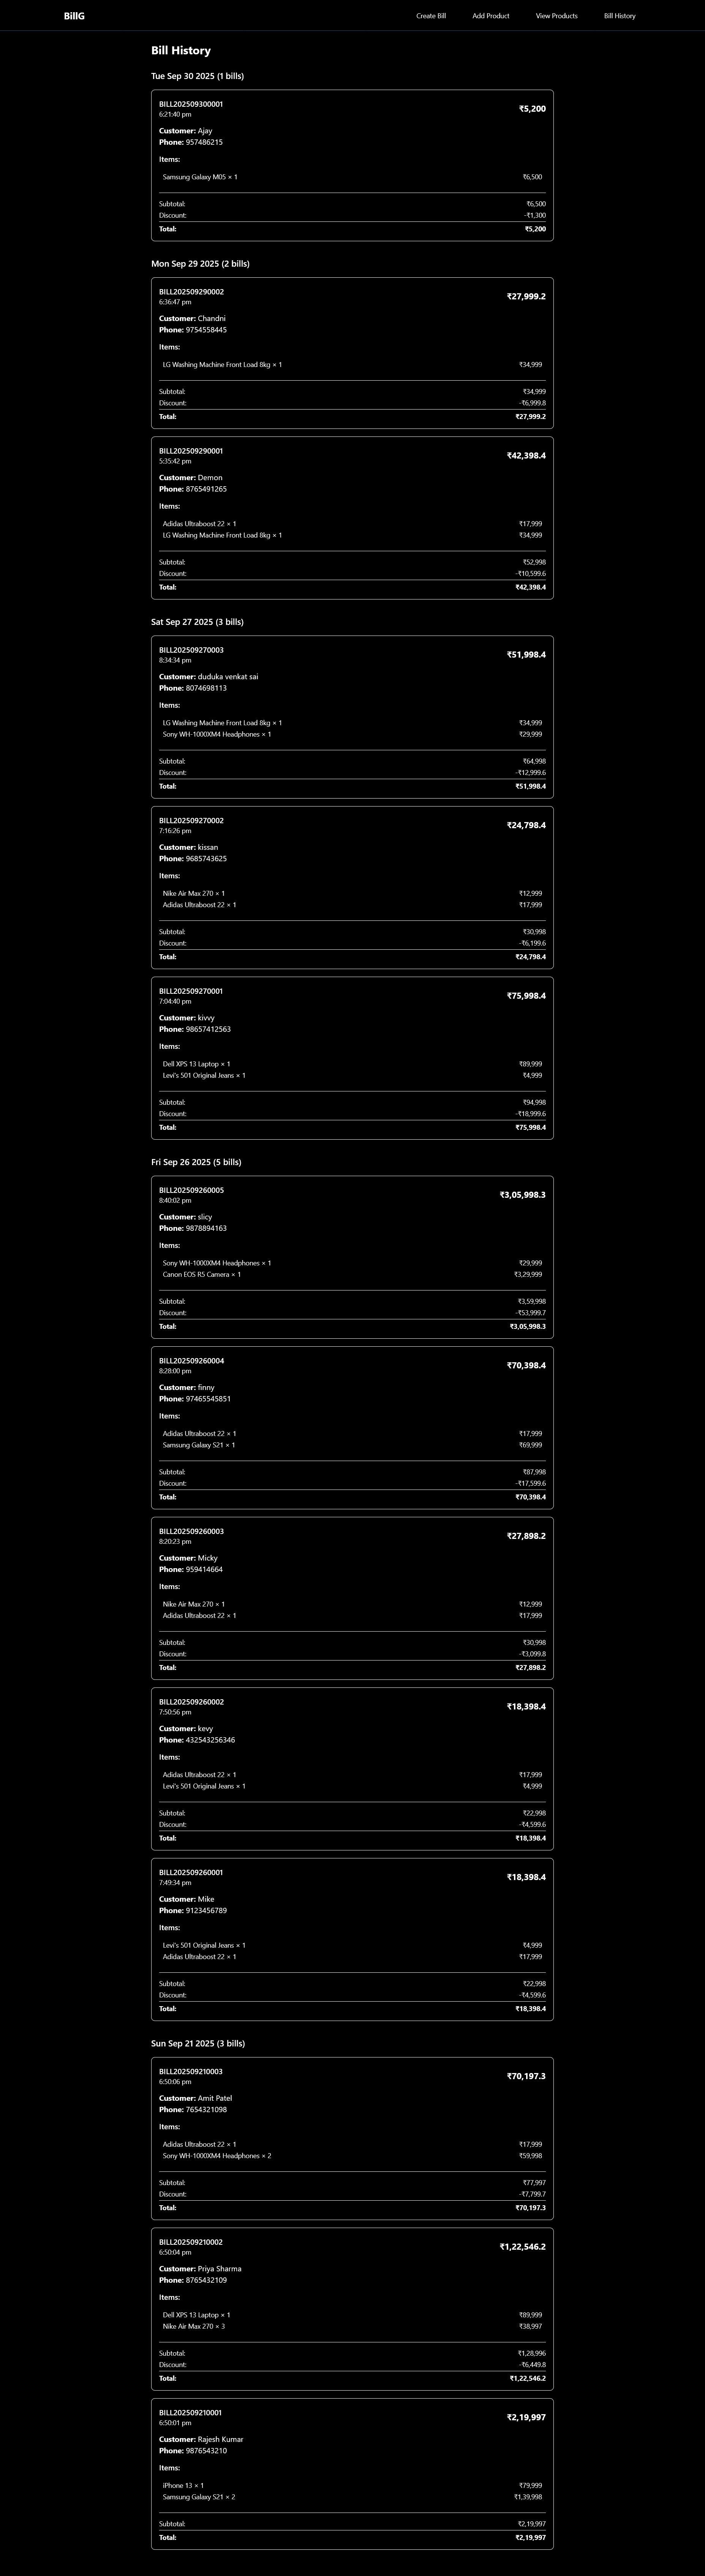 BillG Create Bill Add Product View Products Bill History
Bill History
Tue Sep 30 2025 (1 bills)
BILL202509300001 ₹5,200
6:21:40 pm
Customer: Ajay
Phone: 957486215
Items:
Samsung Galaxy M05 × 1 ₹6,500
Subtotal: ₹6,500
Discount: -₹1,300
Total: ₹5,200
Mon Sep 29 2025 (2 bills)
BILL202509290002 ₹27,999.2
6:36:47 pm
Customer: Chandni
Phone: 9754558445
Items:
LG Washing Machine Front Load 8kg × 1 ₹34,999
Subtotal: ₹34,999
Discount: -₹6,999.8
Total: ₹27,999.2
BILL202509290001 ₹42,398.4
5:35:42 pm
Customer: Demon
Phone: 8765491265
Items:
Adidas Ultraboost 22 × 1 ₹17,999
LG Washing Machine Front Load 8kg × 1 ₹34,999
Subtotal: ₹52,998
Discount: -₹10,599.6
Total: ₹42,398.4
Sat Sep 27 2025 (3 bills)
BILL202509270003 ₹51,998.4
8:34:34 pm
Customer: duduka venkat sai
Phone: 8074698113
Items:
LG Washing Machine Front Load 8kg × 1 ₹34,999
Sony WH-1000XM4 Headphones × 1 ₹29,999
Subtotal: ₹64,998
Discount: -₹12,999.6
Total: ₹51,998.4
BILL202509270002 ₹24,798.4
7:16:26 pm
Customer: kissan
Phone: 9685743625
Items:
Nike Air Max 270 × 1 ₹12,999
Adidas Ultraboost 22 × 1 ₹17,999
Subtotal: ₹30,998
Discount: -₹6,199.6
Total: ₹24,798.4
BILL202509270001 ₹75,998.4
7:04:40 pm
Customer: kivvy
Phone: 98657412563
Items:
Dell XPS 13 Laptop × 1 ₹89,999
Levi's 501 Original Jeans × 1 ₹4,999
Subtotal: ₹94,998
Discount: -₹18,999.6
Total: ₹75,998.4
Fri Sep 26 2025 (5 bills)
BILL202509260005 ₹3,05,998.3
8:40:02 pm
Customer: slicy
Phone: 9878894163
Items:
Sony WH-1000XM4 Headphones × 1 ₹29,999
Canon EOS R5 Camera × 1 ₹3,29,999
Subtotal: ₹3,59,998
Discount: -₹53,999.7
Total: ₹3,05,998.3
BILL202509260004 ₹70,398.4
8:28:00 pm
Customer: finny
Phone: 97465545851
Items:
Adidas Ultraboost 22 × 1 ₹17,999
Samsung Galaxy S21 × 1 ₹69,999
Subtotal: ₹87,998
Discount: -₹17,599.6
Total: ₹70,398.4
BILL202509260003 ₹27,898.2
8:20:23 pm
Customer: Micky
Phone: 959414664
Items:
Nike Air Max 270 × 1 ₹12,999
Adidas Ultraboost 22 × 1 ₹17,999
Subtotal: ₹30,998
Discount: -₹3,099.8
Total: ₹27,898.2
BILL202509260002 ₹18,398.4
7:50:56 pm
Customer: kevy
Phone: 432543256346
Items:
Adidas Ultraboost 22 × 1 ₹17,999
Levi's 501 Original Jeans × 1 ₹4,999
Subtotal: ₹22,998
Discount: -₹4,599.6
Total: ₹18,398.4
BILL202509260001 ₹18,398.4
7:49:34 pm
Customer: Mike
Phone: 9123456789
Items:
Levi's 501 Original Jeans × 1 ₹4,999
Adidas Ultraboost 22 × 1 ₹17,999
Subtotal: ₹22,998
Discount: -₹4,599.6
Total: ₹18,398.4
Sun Sep 21 2025 (3 bills)
BILL202509210003 ₹70,197.3
6:50:06 pm
Customer: Amit Patel
Phone: 7654321098
Items:
Adidas Ultraboost 22 × 1 ₹17,999
Sony WH-1000XM4 Headphones × 2 ₹59,998
Subtotal: ₹77,997
Discount: -₹7,799.7
Total: ₹70,197.3
BILL202509210002 ₹1,22,546.2
6:50:04 pm
Customer: Priya Sharma
Phone: 8765432109
Items:
Dell XPS 13 Laptop × 1 ₹89,999
Nike Air Max 270 × 3 ₹38,997
Subtotal: ₹1,28,996
Discount: -₹6,449.8
Total: ₹1,22,546.2
BILL202509210001 ₹2,19,997
6:50:01 pm
Customer: Rajesh Kumar
Phone: 9876543210
Items:
iPhone 13 × 1 ₹79,999
Samsung Galaxy S21 × 2 ₹1,39,998
Subtotal: ₹2,19,997
Total: ₹2,19,997